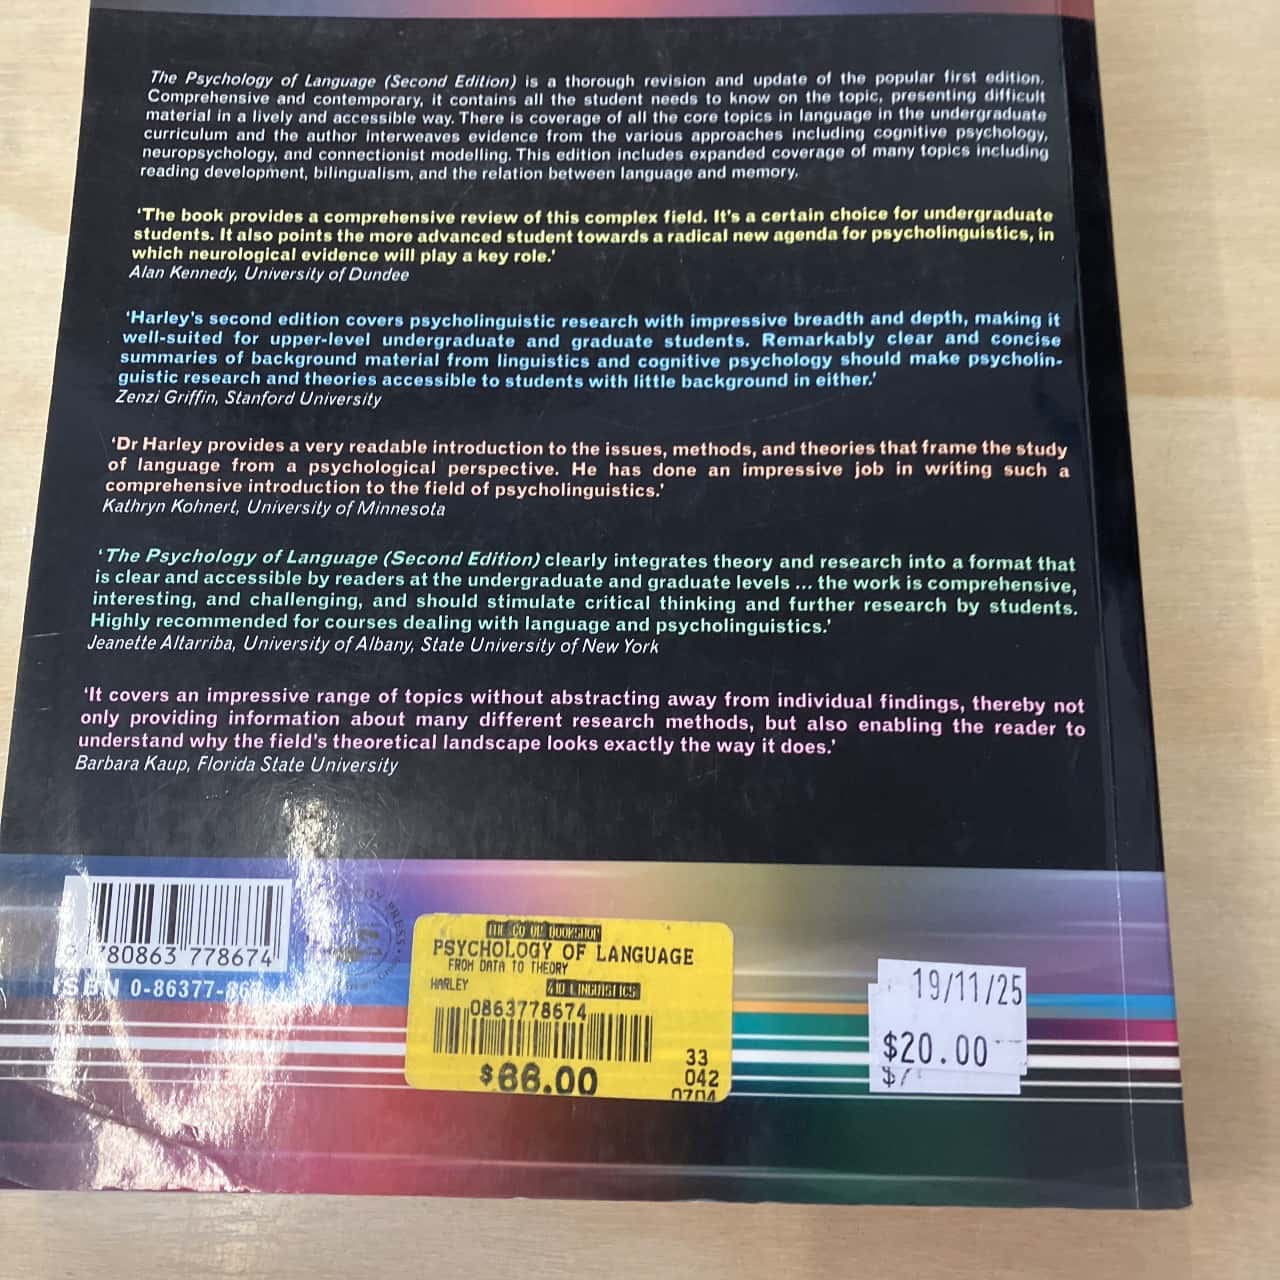 The Psychology of Language (Second Edition) is a thorough revision and update of the popular first edition.
Comprehensive and contemporary, it contains all the student needs to know on the topic, presenting difficult
material in a lively and accessible way. There is coverage of all the core topics in language in the undergraduate
curriculum and the author interweaves evidence from the various approaches including cognitive psychology,
neuropsychology, and connectionist modelling. This edition includes expanded coverage of many topics including
reading development, bilingualism, and the relation between language and memory.
‘The book provides a comprehensive review of this complex field. It’s a certain choice for undergraduate
students. It also points the more advanced student towards a radical new agenda for psycholinguistics, in
which neurological evidence will play a key role.’
Alan Kennedy, University of Dundee
‘Harley’s second edition covers psycholinguistic research with impressive breadth and depth, making it
well-suited for upper-level undergraduate and graduate students. Remarkably clear and concise
summaries of background material from linguistics and cognitive psychology should make psycholin-
guistic research and theories accessible to students with little background in either.’
Zenzi Griffin, Stanford University
‘Dr Harley provides a very readable introduction to the issues, methods, and theories that frame the study
of language from a psychological perspective. He has done an impressive job in writing such a
comprehensive introduction to the field of psycholinguistics.’
Kathryn Kohnert, University of Minnesota
‘The Psychology of Language (Second Edition) clearly integrates theory and research into a format that
is clear and accessible by readers at the undergraduate and graduate levels ... the work is comprehensive,
interesting, and challenging, and should stimulate critical thinking and further research by students.
Highly recommended for courses dealing with language and psycholinguistics.’
Jeanette Altarriba, University of Albany, State University of New York
‘It covers an impressive range of topics without abstracting away from individual findings, thereby not
only providing information about many different research methods, but also enabling the reader to
understand why the field’s theoretical landscape looks exactly the way it does.’
Barbara Kaup, Florida State University
780863 778674
ISBN 0-86377-867-4
THE CO OP BOOKSHOP
PSYCHOLOGY OF LANGUAGE
FROM DATA TO THEORY
HARLEY 410 LINGUISTICS
0863778674
$66.00
33
042
0704
19/11/25
$20.00